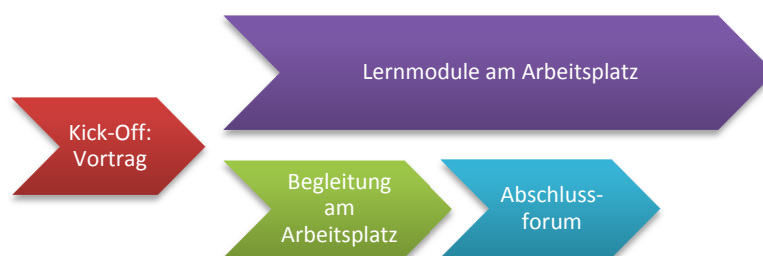 Lernmodule am Arbeitsplatz
Kick-Off:
Vortrag
Begleitung
am
Arbeitsplatz
Abschluss-
forum